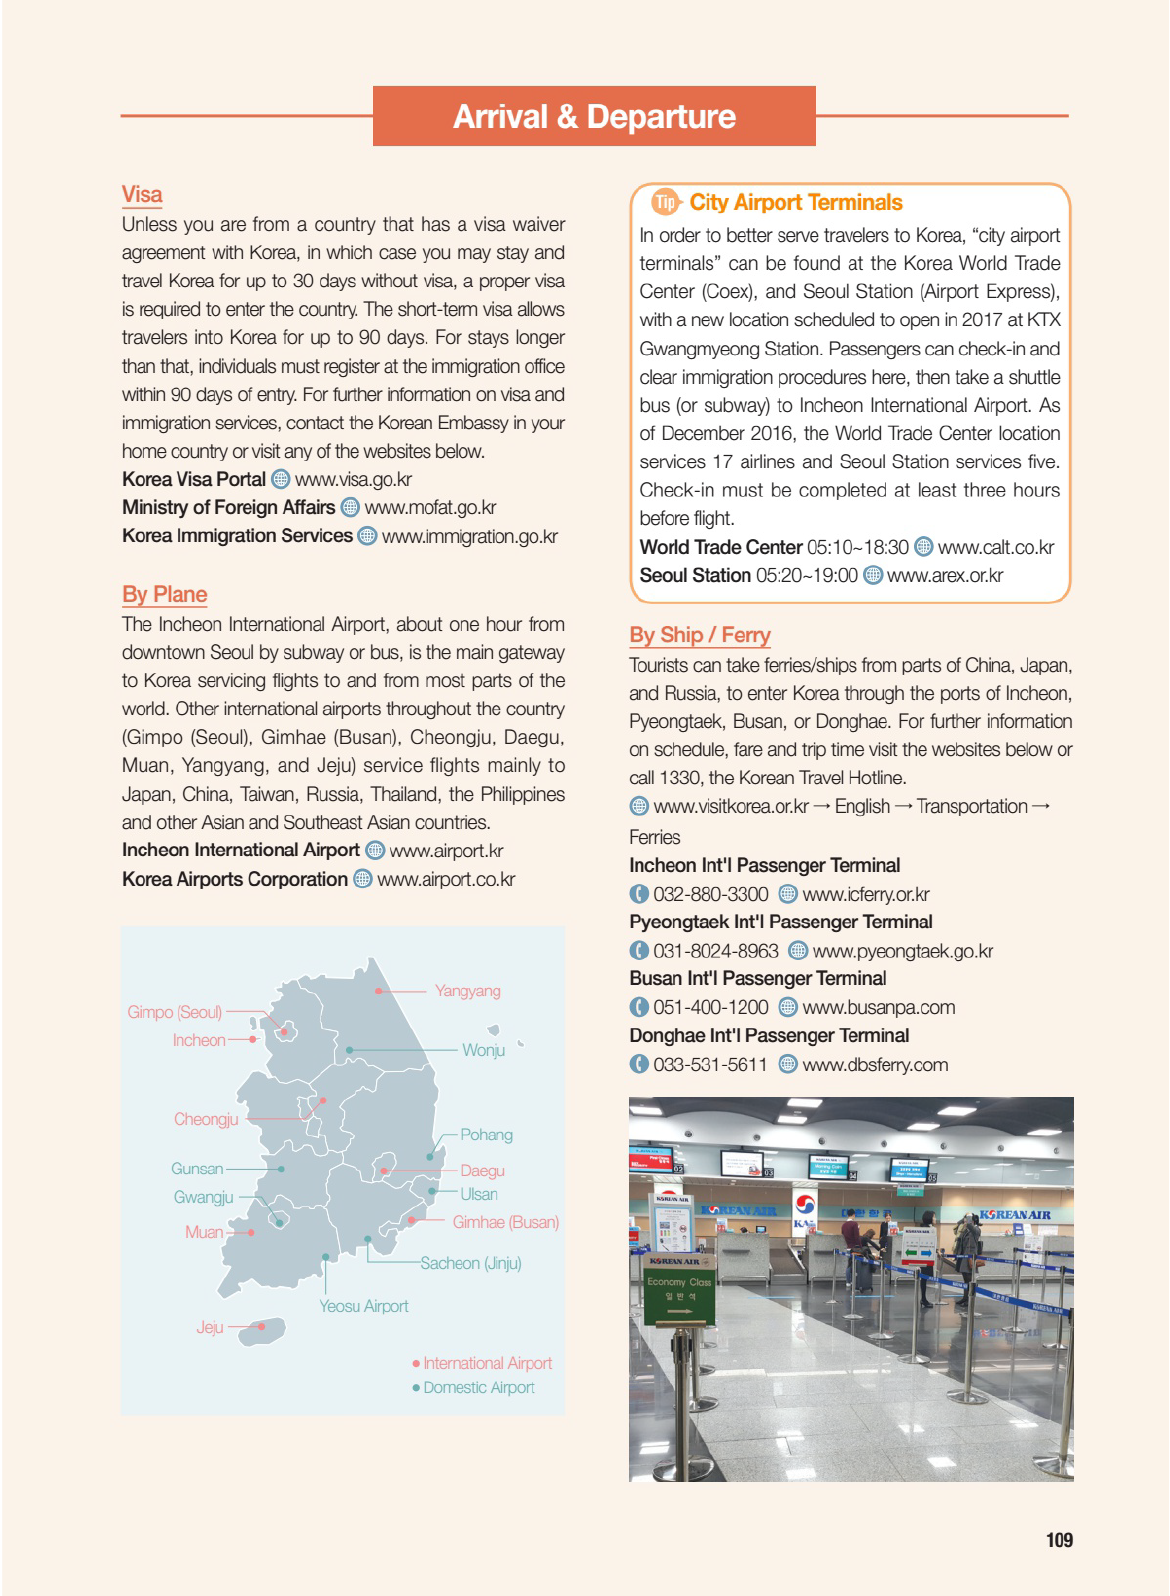 Arrival & Departure
Visa
Unless you are from a country that has a visa waiver
agreement with Korea, in which case you may stay and
travel Korea for up to 30 days without visa, a proper visa
is required to enter the country. The short-term visa allows
travelers into Korea for up to 90 days. For stays longer
than that, individuals must register at the immigration office
within 90 days of entry. For further information on visa and
immigration services, contact the Korean Embassy in your
home country or visit any of the websites below.
Korea Visa Portal www.visa.go.kr
Ministry of Foreign Affairs www.mofat.go.kr
Korea Immigration Services www.immigration.go.kr
By Plane
The Incheon International Airport, about one hour from
downtown Seoul by subway or bus, is the main gateway
to Korea servicing flights to and from most parts of the
world. Other international airports throughout the country
(Gimpo (Seoul), Gimhae (Busan), Cheongju, Daegu,
Muan, Yangyang, and Jeju) service flights mainly to
Japan, China, Taiwan, Russia, Thailand, the Philippines
and other Asian and Southeast Asian countries.
Incheon International Airport www.airport.kr
Korea Airports Corporation www.airport.co.kr
Yangyang
Gimpo (Seoul)
Incheon
Wonju
Cheongju
Pohang
Gunsan
Daegu
Gwangju
Ulsan
Muan
Gimhae (Busan)
Sacheon (Jinju)
Yeosu Airport
Jeju
International Airport
Domestic Airport
Tip City Airport Terminals
In order to better serve travelers to Korea, “city airport
terminals” can be found at the Korea World Trade
Center (Coex), and Seoul Station (Airport Express),
with a new location scheduled to open in 2017 at KTX
Gwangmyeong Station. Passengers can check-in and
clear immigration procedures here, then take a shuttle
bus (or subway) to Incheon International Airport. As
of December 2016, the World Trade Center location
services 17 airlines and Seoul Station services five.
Check-in must be completed at least three hours
before flight.
World Trade Center 05:10~18:30 www.calt.co.kr
Seoul Station 05:20~19:00 www.arex.or.kr
By Ship / Ferry
Tourists can take ferries/ships from parts of China, Japan,
and Russia, to enter Korea through the ports of Incheon,
Pyeongtaek, Busan, or Donghae. For further information
on schedule, fare and trip time visit the websites below or
call 1330, the Korean Travel Hotline.
www.visitkorea.or.kr → English → Transportation →
Ferries
Incheon Int'l Passenger Terminal
032-880-3300 www.icferry.or.kr
Pyeongtaek Int'l Passenger Terminal
031-8024-8963 www.pyeongtaek.go.kr
Busan Int'l Passenger Terminal
051-400-1200 www.busanpa.com
Donghae Int'l Passenger Terminal
033-531-5611 www.dbsferry.com
02
03
04
05
KOREAN AIR
KOREAN AIR
대한항공
KOREAN AIR
KOREAN AIR
Economy Class
일반석
KOREAN AIR
109